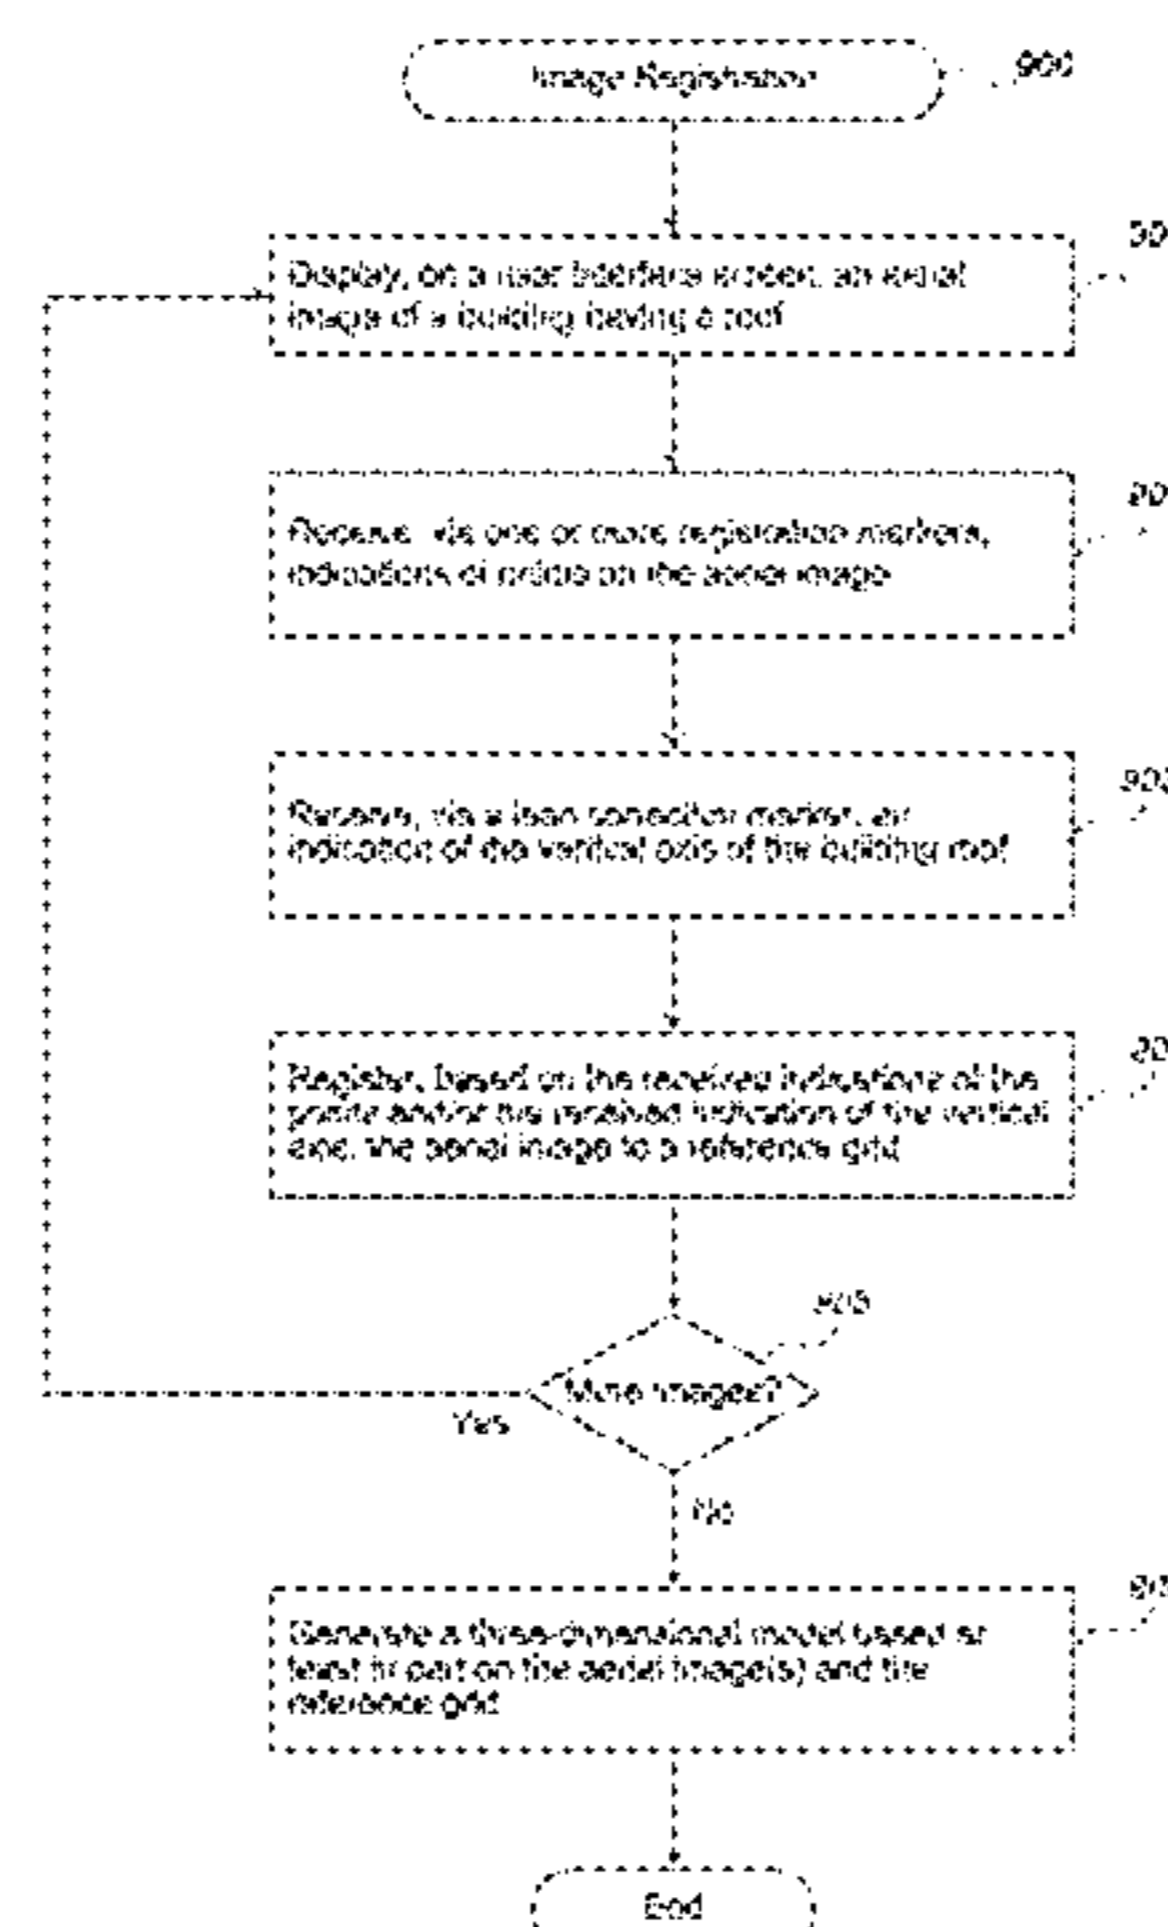 Image Registration
900
Display, on a user interface screen, an aerial
image of a building having a roof
Receive, via one or more registration markers,
indications of points on the aerial image
Receive, via a lean correction marker, an
indication of the vertical axis of the building roof
Register, based on the received indications of the
points and/or the received indication of the vertical
axis, the aerial image to a reference grid
905
More images?
Yes
No
Generate a three-dimensional model based at
least in part on the aerial image(s) and the
reference grid
End